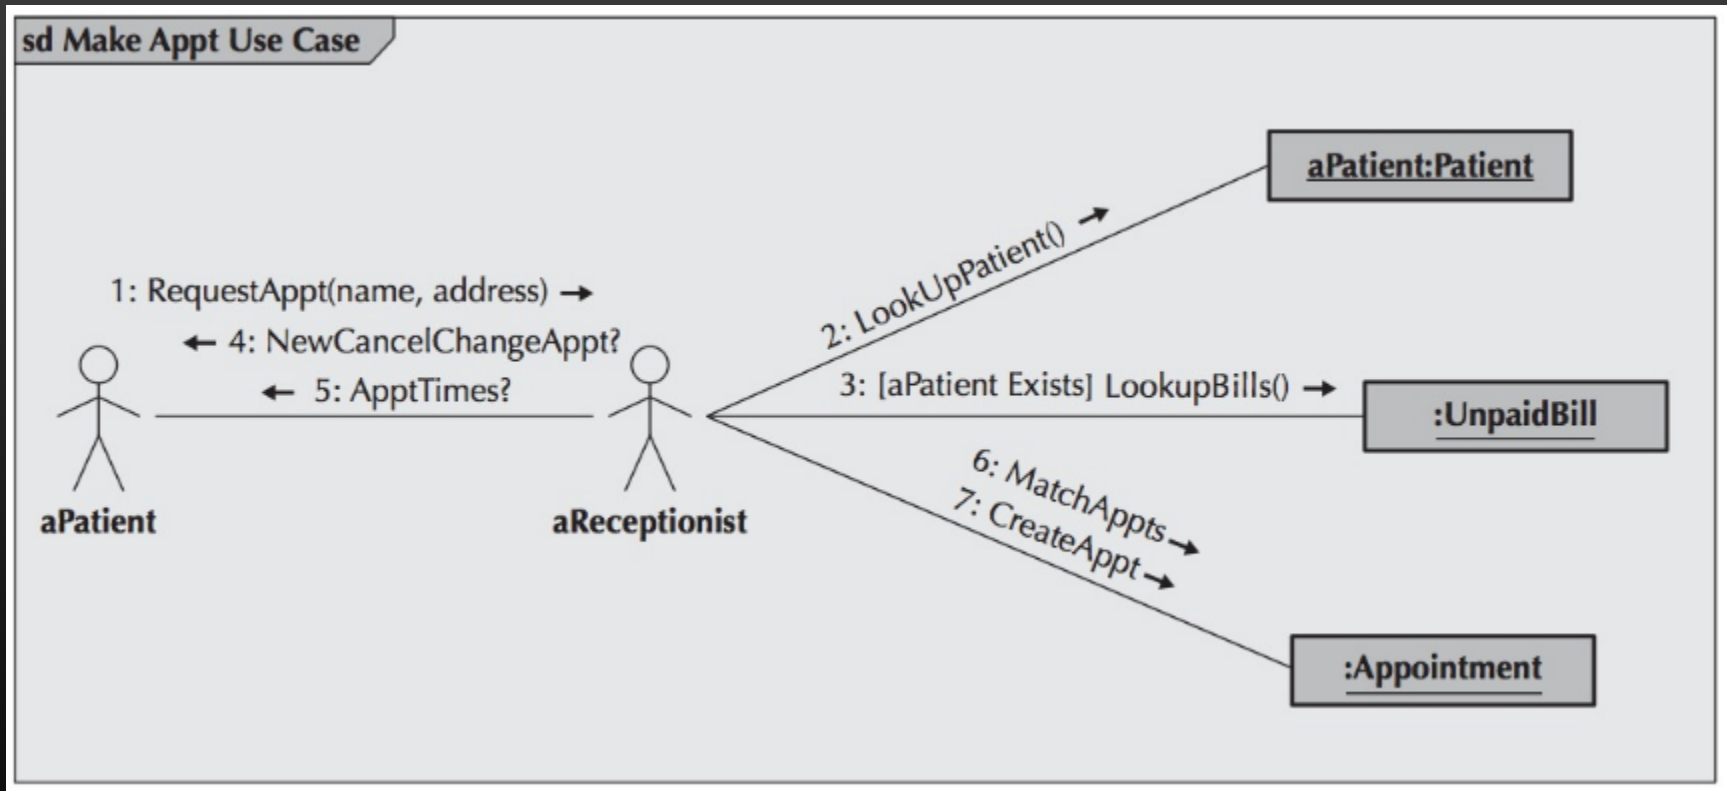 sd Make Appt Use Case
aPatient:Patient
1: RequestAppt(name, address)
4: NewCancelChangeAppt?
5: ApptTimes?
2: LookUpPatient()
3: [aPatient Exists] LookupBills()
:UnpaidBill
6: MatchAppts
7: CreateAppt
aPatient
aReceptionist
:Appointment